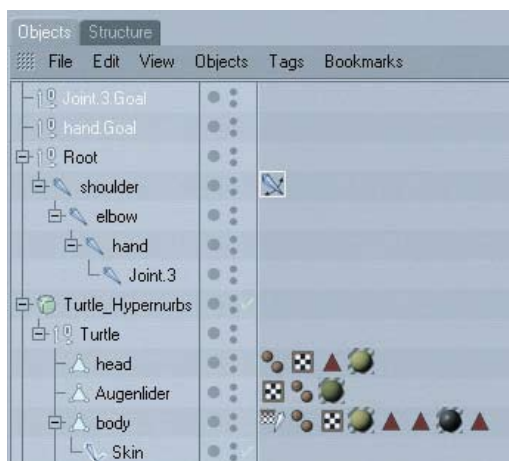 Objects Structure
File Edit View Objects Tags Bookmarks
Joint.3.Goal
hand.Goal
Root
shoulder
elbow
hand
Joint.3
Turtle_Hypernurbs
Turtle
head
Augenlider
body
Skin